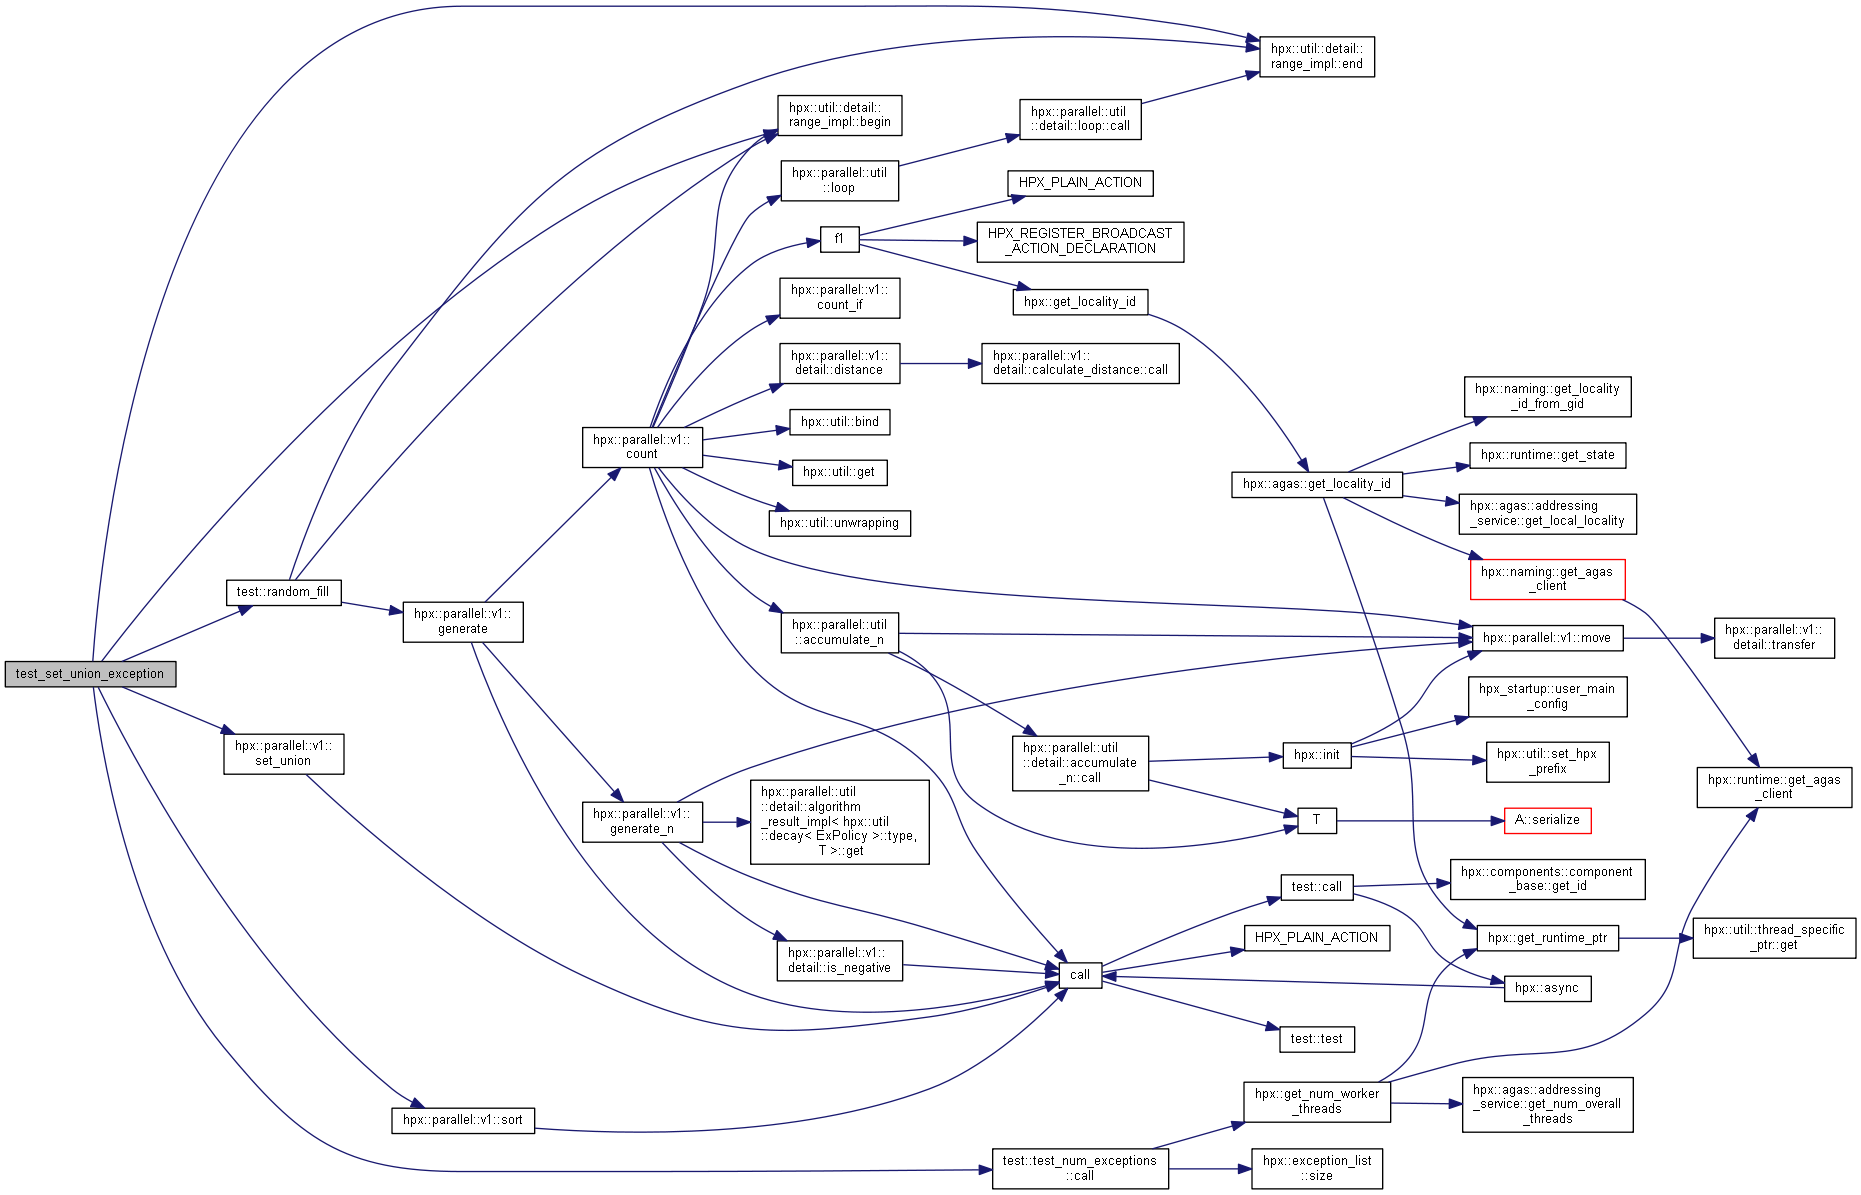 hpx::util::detail::
range_impl::end
hpx::util::detail::
range_impl::begin
hpx::parallel::util
::detail::loop::call
hpx::parallel::util
::loop
HPX_PLAIN_ACTION
f1
HPX_REGISTER_BROADCAST
_ACTION_DECLARATION
hpx::parallel::v1::
count_if
hpx::get_locality_id
hpx::parallel::v1::
detail::distance
hpx::parallel::v1::
detail::calculate_distance::call
hpx::naming::get_locality
_id_from_gid
hpx::util::bind
hpx::parallel::v1::
count
hpx::runtime::get_state
hpx::util::get
hpx::agas::get_locality_id
hpx::agas::addressing
_service::get_local_locality
hpx::util::unwrapping
hpx::naming::get_agas
_client
test::random_fill
hpx::parallel::v1::
generate
hpx::parallel::util
::accumulate_n
hpx::parallel::v1::move
hpx::parallel::v1::
detail::transfer
test_set_union_exception
hpx_startup::user_main
_config
hpx::parallel::v1::
set_union
hpx::parallel::util
::detail::accumulate
_n::call
hpx::init
hpx::util::set_hpx
_prefix
hpx::runtime::get_agas
_client
hpx::parallel::v1::
generate_n
hpx::parallel::util
::detail::algorithm
_result_impl< hpx::util
::decay< ExPolicy >::type,
T >::get
T
A::serialize
test::call
hpx::components::component
_base::get_id
HPX_PLAIN_ACTION
hpx::get_runtime_ptr
hpx::util::thread_specific
_ptr::get
hpx::parallel::v1::
detail::is_negative
call
hpx::async
test::test
hpx::get_num_worker
_threads
hpx::agas::addressing
_service::get_num_overall
_threads
hpx::parallel::v1::sort
test::test_num_exceptions
::call
hpx::exception_list
::size